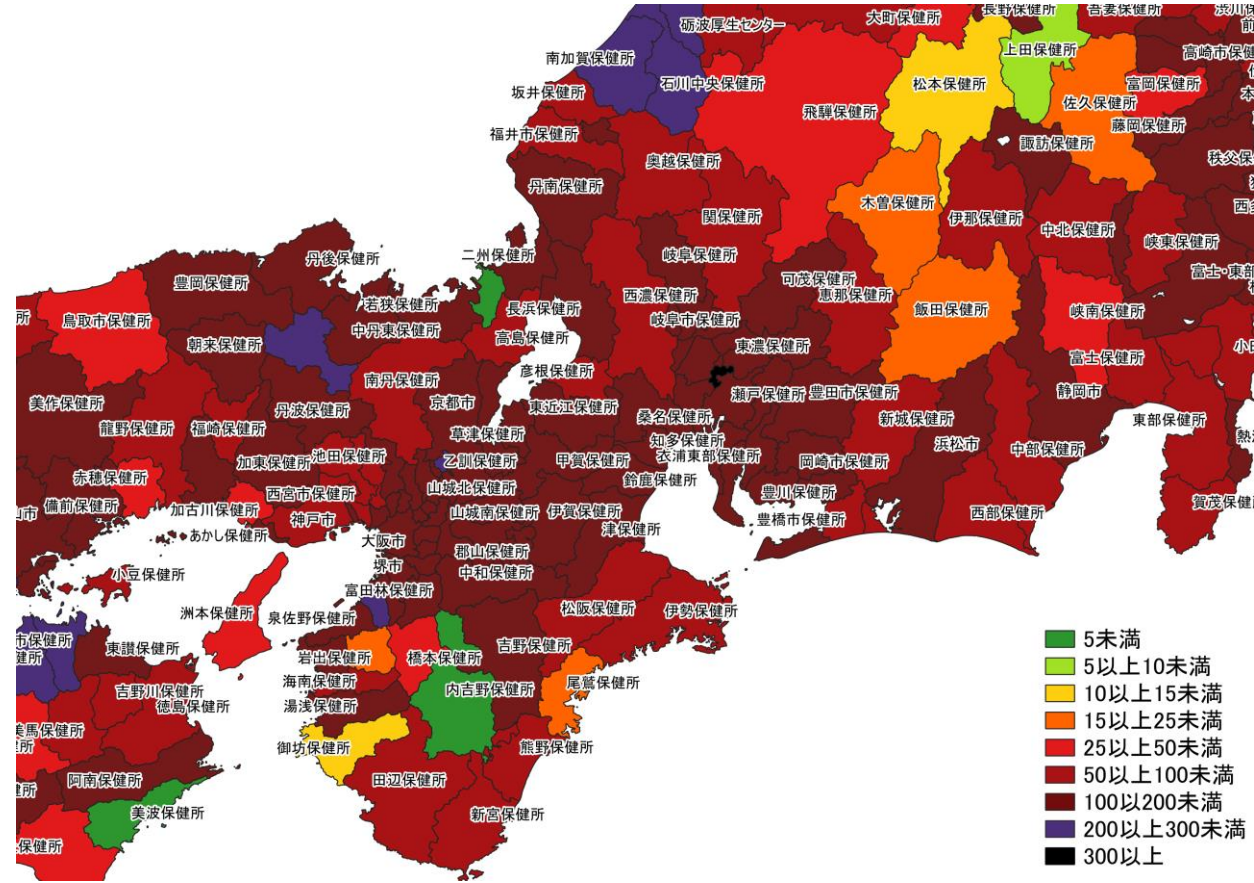 長野保健所
吾妻保健所
大町保健所
砺波厚生センター
上田保健所
南加賀保健所
石川中央保健所
松本保健所
佐久保健所
富岡保健所
坂井保健所
飛騨保健所
藤岡保健所
福井市保健所
奥越保健所
諏訪保健所
丹南保健所
関保健所
木曽保健所
伊那保健所
中北保健所
峡東保健所
二州保健所
岐阜保健所
丹後保健所
豊岡保健所
可茂保健所
恵那保健所
若狭保健所
長浜保健所
西濃保健所
飯田保健所
峡南保健所
鳥取市保健所
中丹東保健所
高島保健所
岐阜市保健所
朝来保健所
東濃保健所
富士保健所
彦根保健所
南丹保健所
静岡市
美作保健所
丹波保健所
京都市
東近江保健所
瀬戸保健所
豊田市保健所
桑名保健所
新城保健所
東部保健所
龍野保健所
福崎保健所
草津保健所
知多保健所
浜松市
中部保健所
加東保健所
池田保健所
乙訓保健所
甲賀保健所
衣浦東部保健所
岡崎市保健所
赤穂保健所
西宮市保健所
山城北保健所
鈴鹿保健所
豊川保健所
賀茂保健
備前保健所
加古川保健所
神戸市
山城南保健所
伊賀保健所
豊橋市保健所
西部保健所
あかし保健所
大阪市
津保健所
郡山保健所
堺市
中和保健所
小豆保健所
富田林保健所
洲本保健所
泉佐野保健所
松阪保健所
伊勢保健所
市保健所
東讃保健所
吉野保健所
岩出保健所
橋本保健所
尾鷲保健所
吉野川保健所
海南保健所
内吉野保健所
徳島保健所
湯浅保健所
美馬保健所
御坊保健所
熊野保健所
阿南保健所
田辺保健所
美波保健所
新宮保健所
5未満
5以上10未満
10以上15未満
15以上25未満
25以上50未満
50以上100未満
100以200未満
200以上300未満
300以上